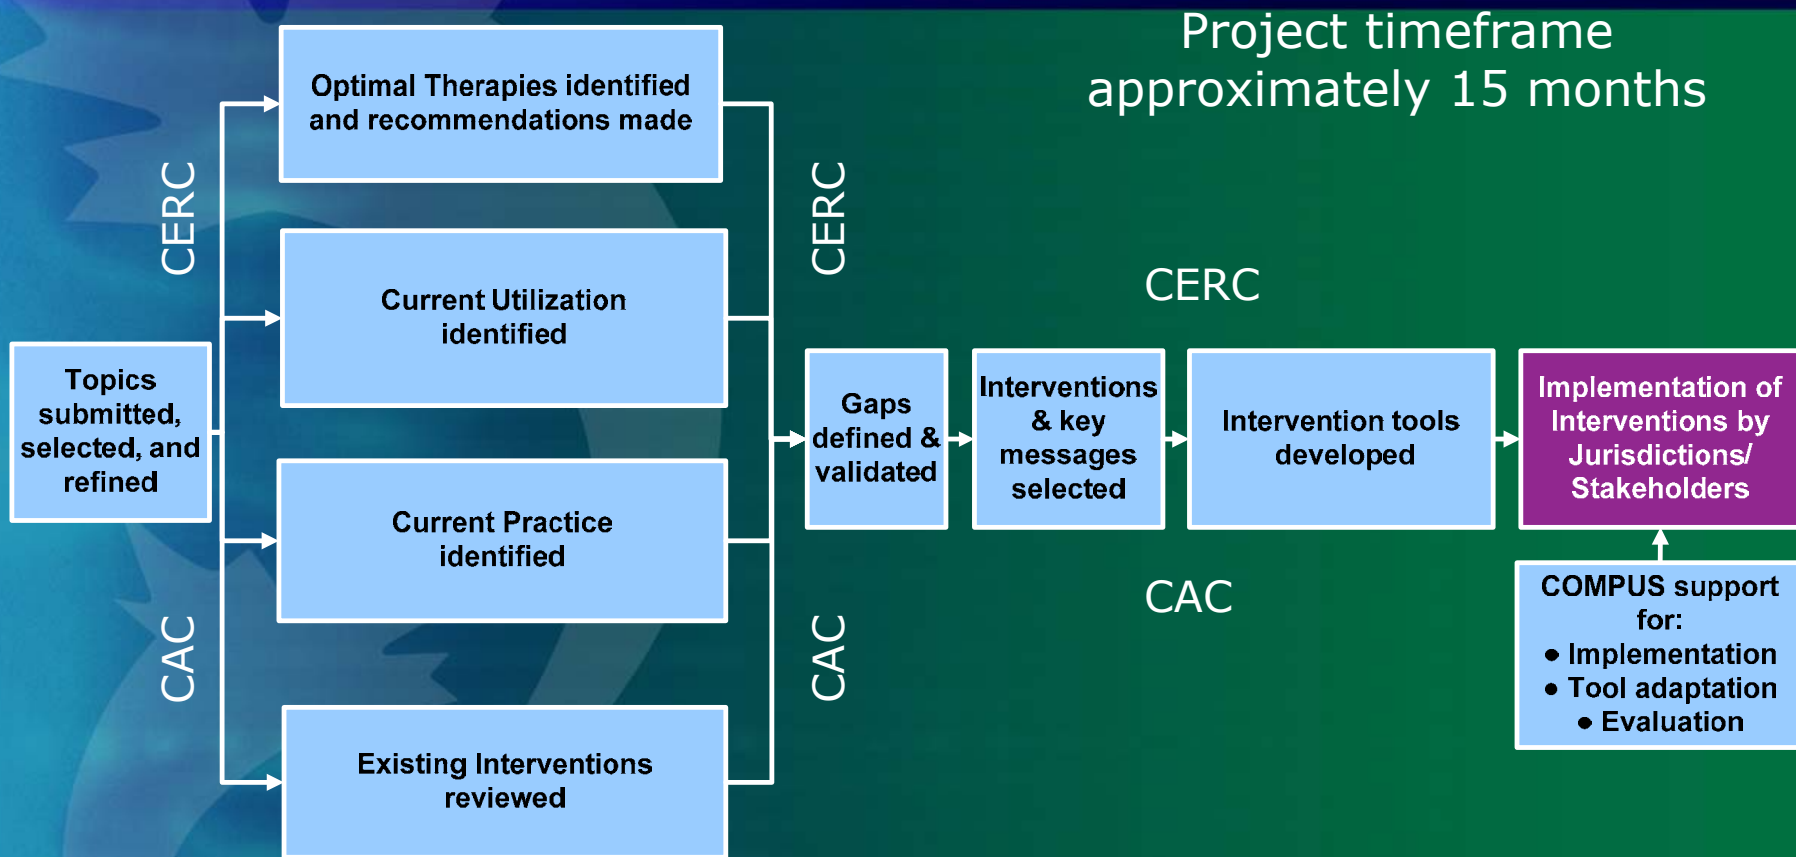 Project timeframe
approximately 15 months
Optimal Therapies identified
and recommendations made
CERC
CERC
Current Utilization
identified
CERC
Topics
submitted,
selected, and
refined
Gaps
defined &
validated
Interventions
& key
messages
selected
Intervention tools
developed
Implementation of
Interventions by
Jurisdictions/
Stakeholders
Current Practice
identified
CAC
CAC
CAC
COMPUS support
for:
● Implementation
● Tool adaptation
● Evaluation
Existing Interventions
reviewed